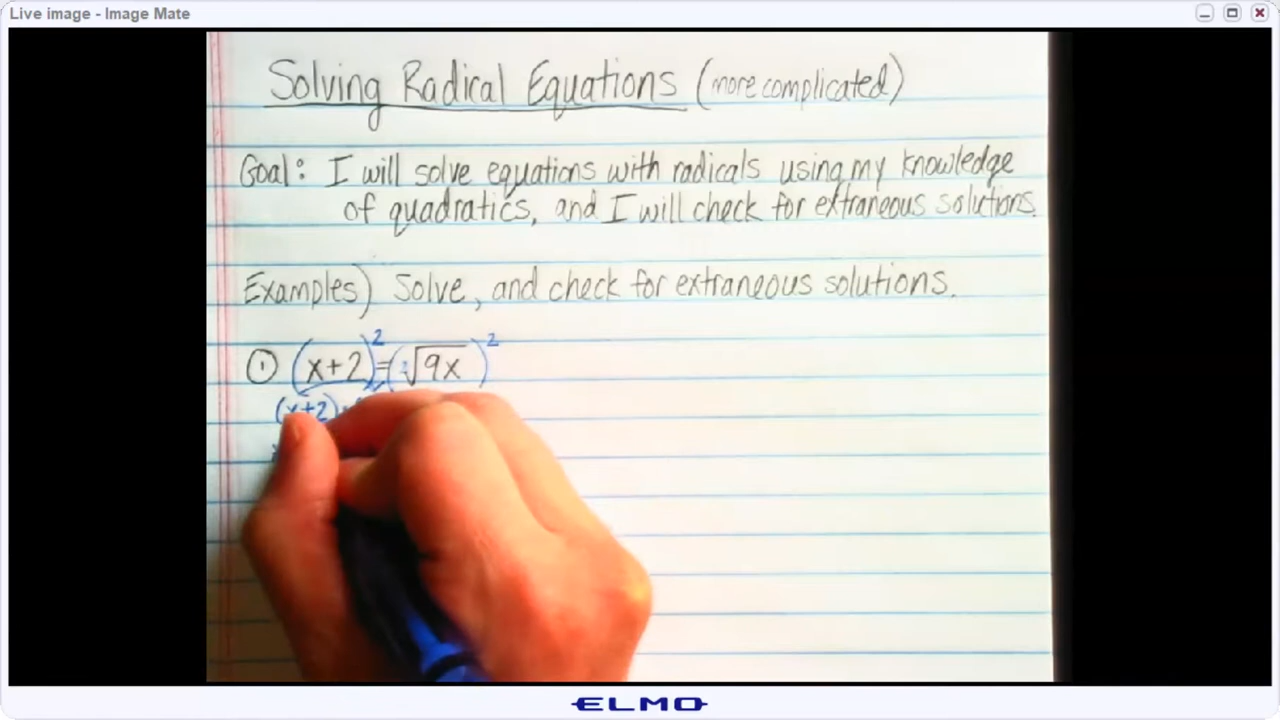 Live image - Image Mate
Solving Radical Equations (more complicated)
Goal: I will solve equations with radicals using my knowledge
of quadratics, and I will check for extraneous solutions.
Examples) Solve, and check for extraneous solutions.
① (x+2)²=(²√9x)²
(x+2)
ELMO